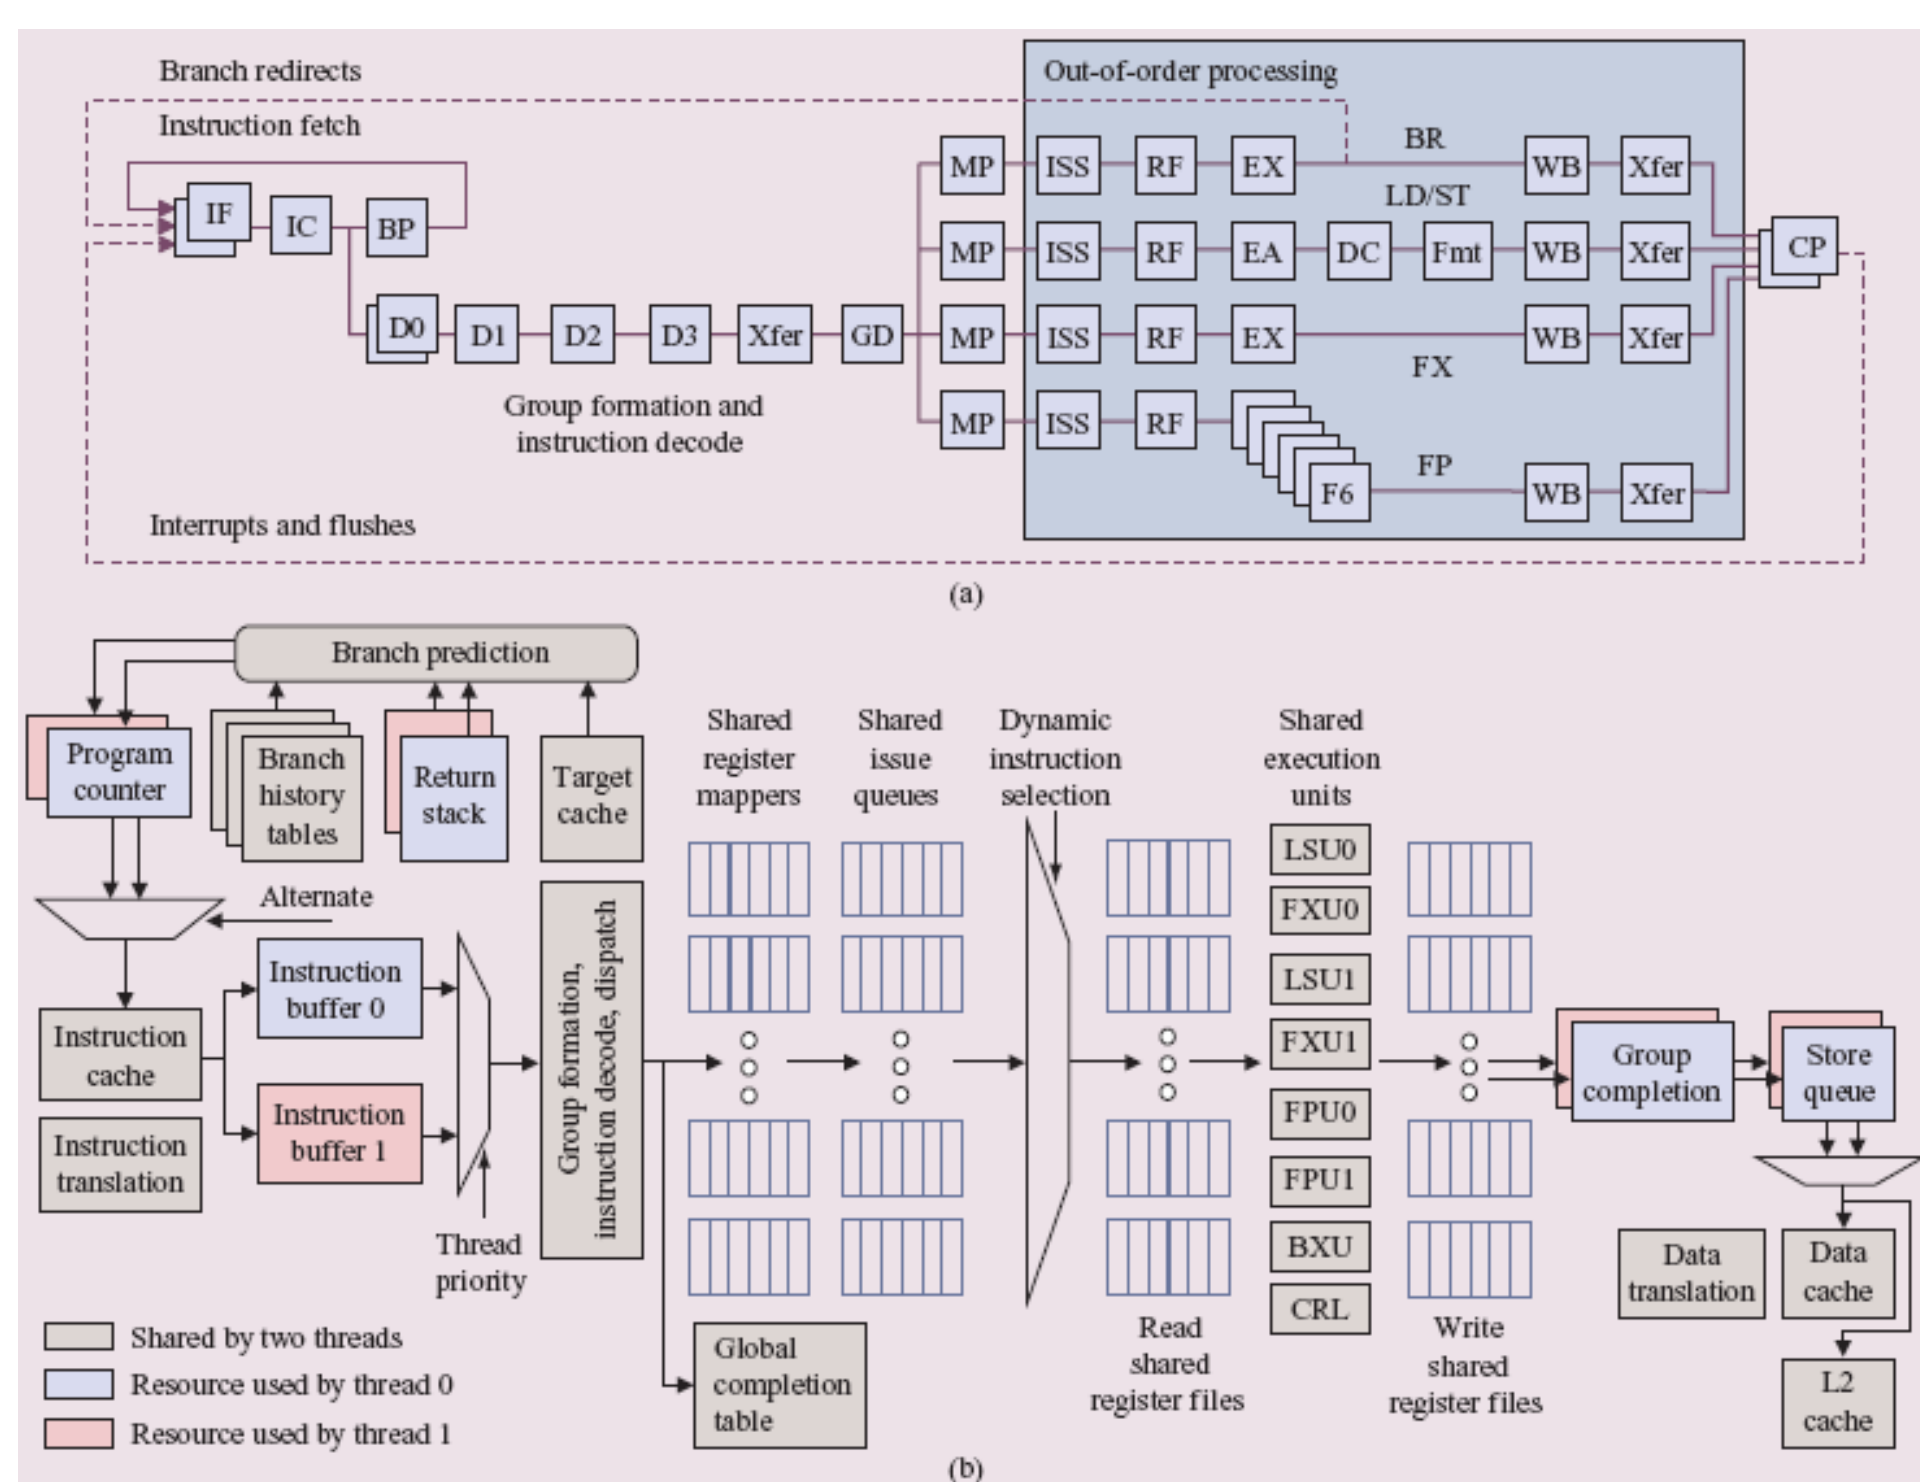 Branch redirects
Out-of-order processing
Instruction fetch
BR
MP ISS RF EX WB Xfer
LD/ST
IF IC BP
MP ISS RF EA DC Fmt WB Xfer
CP
D0 D1 D2 D3 Xfer GD
MP ISS RF EX WB Xfer
FX
Group formation and
instruction decode
MP ISS RF
FP
F6 WB Xfer
Interrupts and flushes
(a)
Branch prediction
Program
counter
Branch
history
tables
Return
stack
Target
cache
Shared
register
mappers
Shared
issue
queues
Dynamic
instruction
selection
Shared
execution
units
Alternate
Instruction
cache
Instruction
translation
Instruction
buffer 0
Instruction
buffer 1
Thread
priority
Group formation,
instruction decode, dispatch
LSU0
FXU0
LSU1
FXU1
FPU0
FPU1
BXU
CRL
Group
completion
Store
queue
Data
translation
Data
cache
L2
cache
Read
shared
register files
Write
shared
register files
Global
completion
table
Shared by two threads
Resource used by thread 0
Resource used by thread 1
(b)